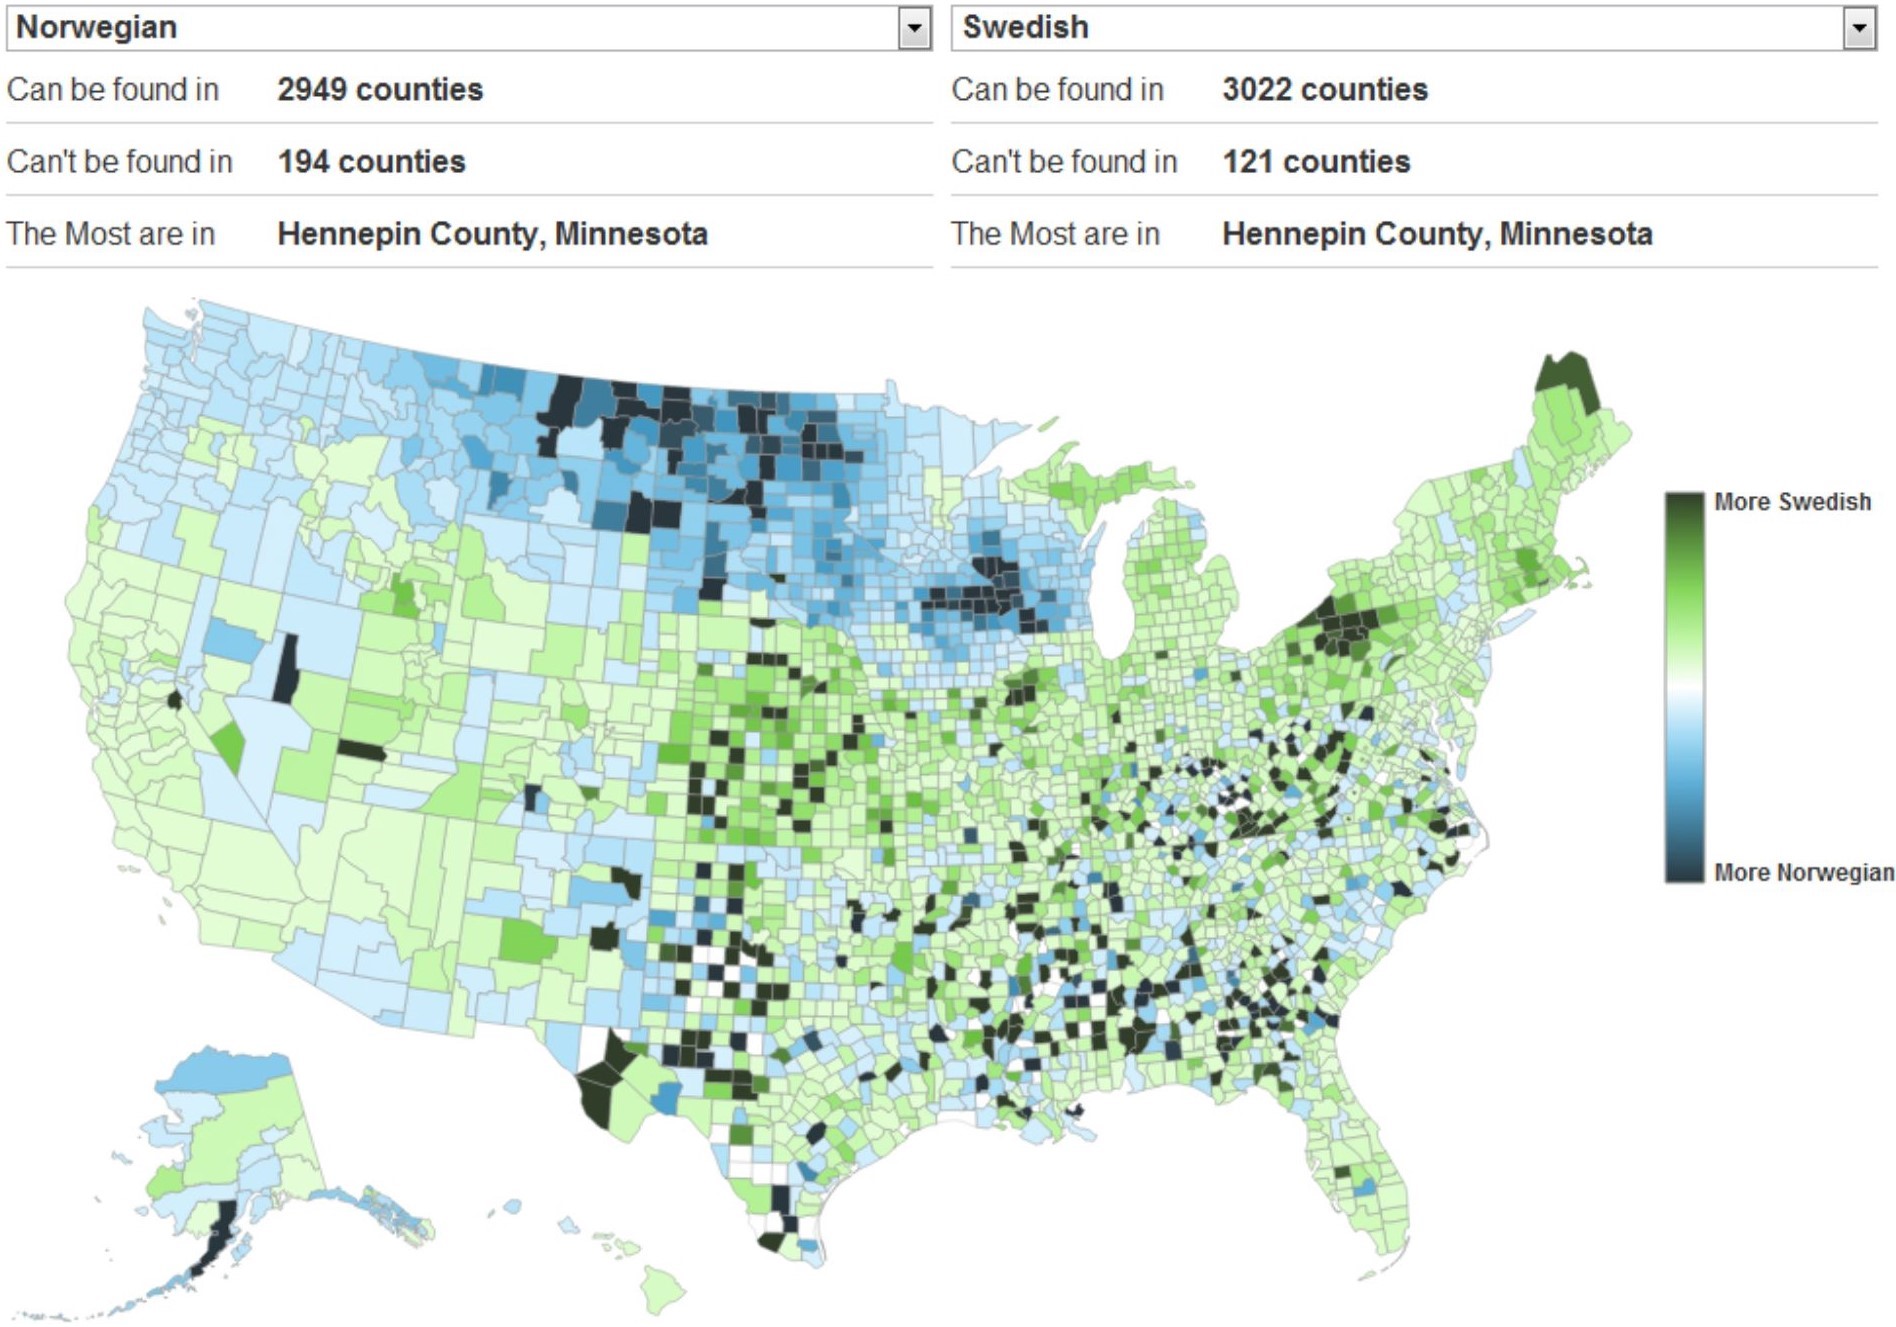 Norwegian
Can be found in 2949 counties
Can't be found in 194 counties
The Most are in Hennepin County, Minnesota
Swedish
Can be found in 3022 counties
Can't be found in 121 counties
The Most are in Hennepin County, Minnesota
More Swedish
More Norwegian